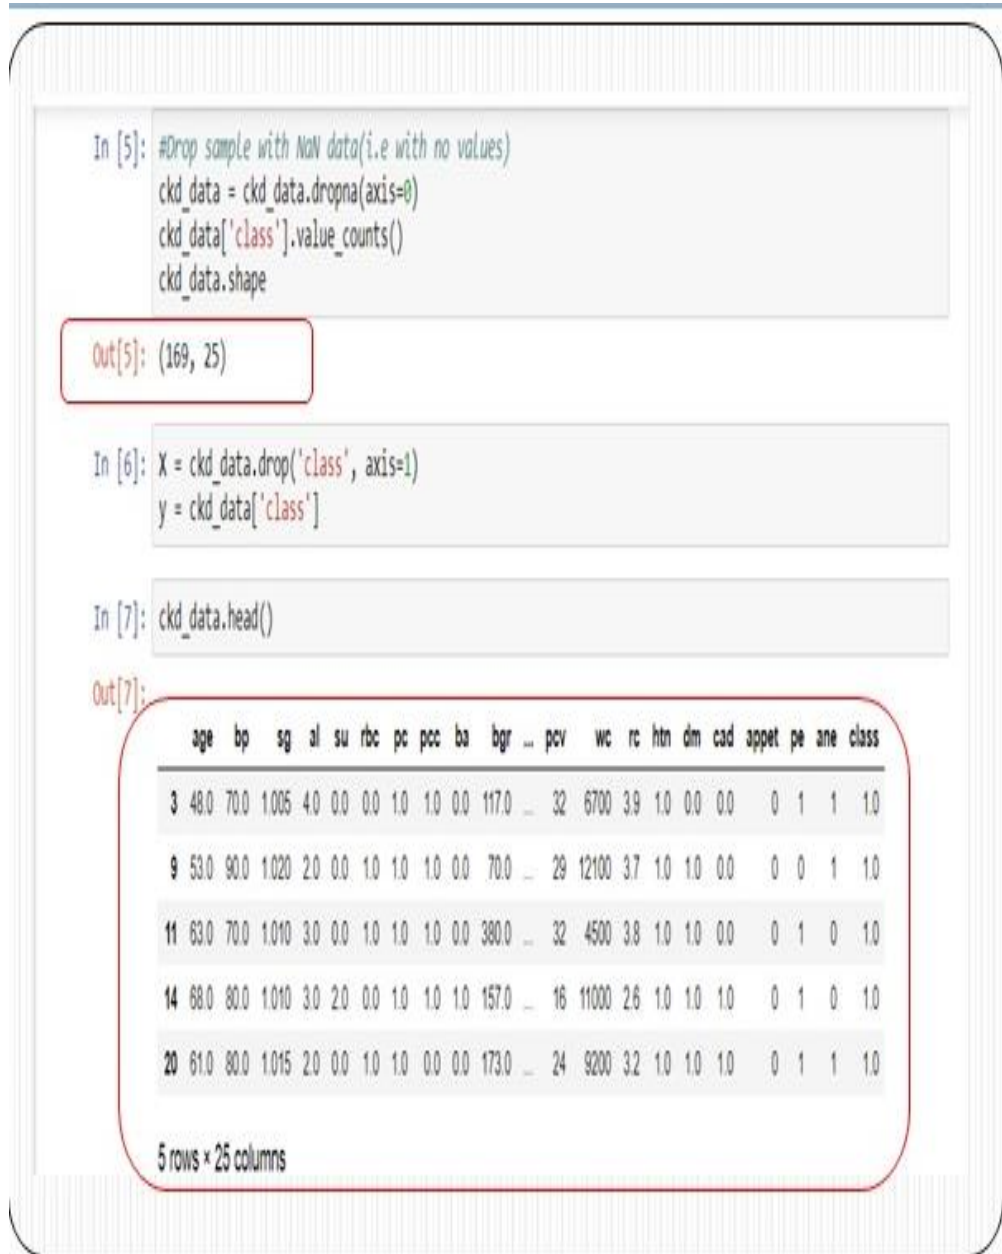 In [5]: #Drop sample with NaN data(i.e with no values)
ckd_data = ckd_data.dropna(axis=0)
ckd_data['class'].value_counts()
ckd_data.shape
Out[5]: (169, 25)
In [6]: X = ckd_data.drop('class', axis=1)
y = ckd_data['class']
In [7]: ckd_data.head()
Out[7]:
age bp sg al su rbc pc pcc ba bgr ... pcv wc rc htn dm cad appet pe ane class
3 48.0 70.0 1.005 4.0 0.0 0.0 1.0 1.0 0.0 117.0 ... 32 6700 3.9 1.0 0.0 0.0 0 1 1 1.0
9 53.0 90.0 1.020 2.0 0.0 1.0 1.0 1.0 0.0 70.0 ... 29 12100 3.7 1.0 1.0 0.0 0 0 1 1.0
11 63.0 70.0 1.010 3.0 0.0 1.0 1.0 1.0 0.0 380.0 ... 32 4500 3.8 1.0 1.0 0.0 0 1 0 1.0
14 68.0 80.0 1.010 3.0 2.0 0.0 1.0 1.0 1.0 157.0 ... 16 11000 2.6 1.0 1.0 1.0 0 1 0 1.0
20 61.0 80.0 1.015 2.0 0.0 1.0 1.0 0.0 0.0 173.0 ... 24 9200 3.2 1.0 1.0 1.0 0 1 1 1.0
5 rows × 25 columns